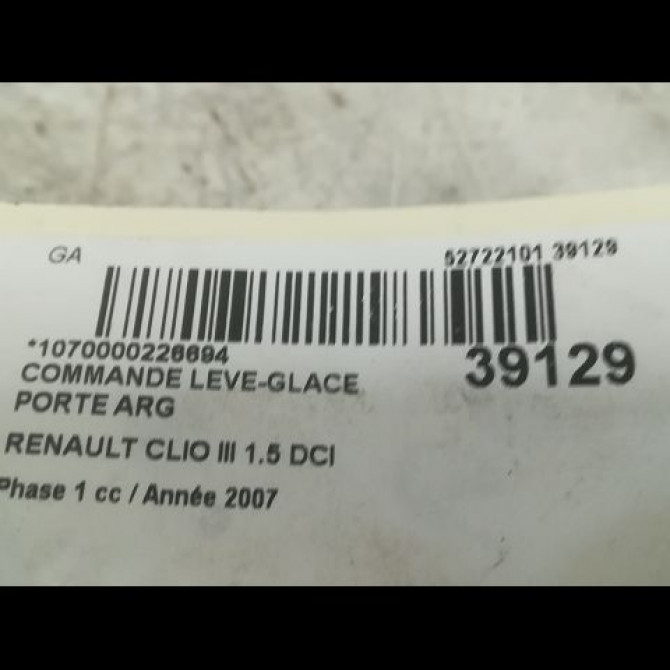 GA
52722101 39129
*1070000226694
39129
COMMANDE LEVE-GLACE
PORTE ARG
RENAULT CLIO III 1.5 DCI
Phase 1 cc / Année 2007